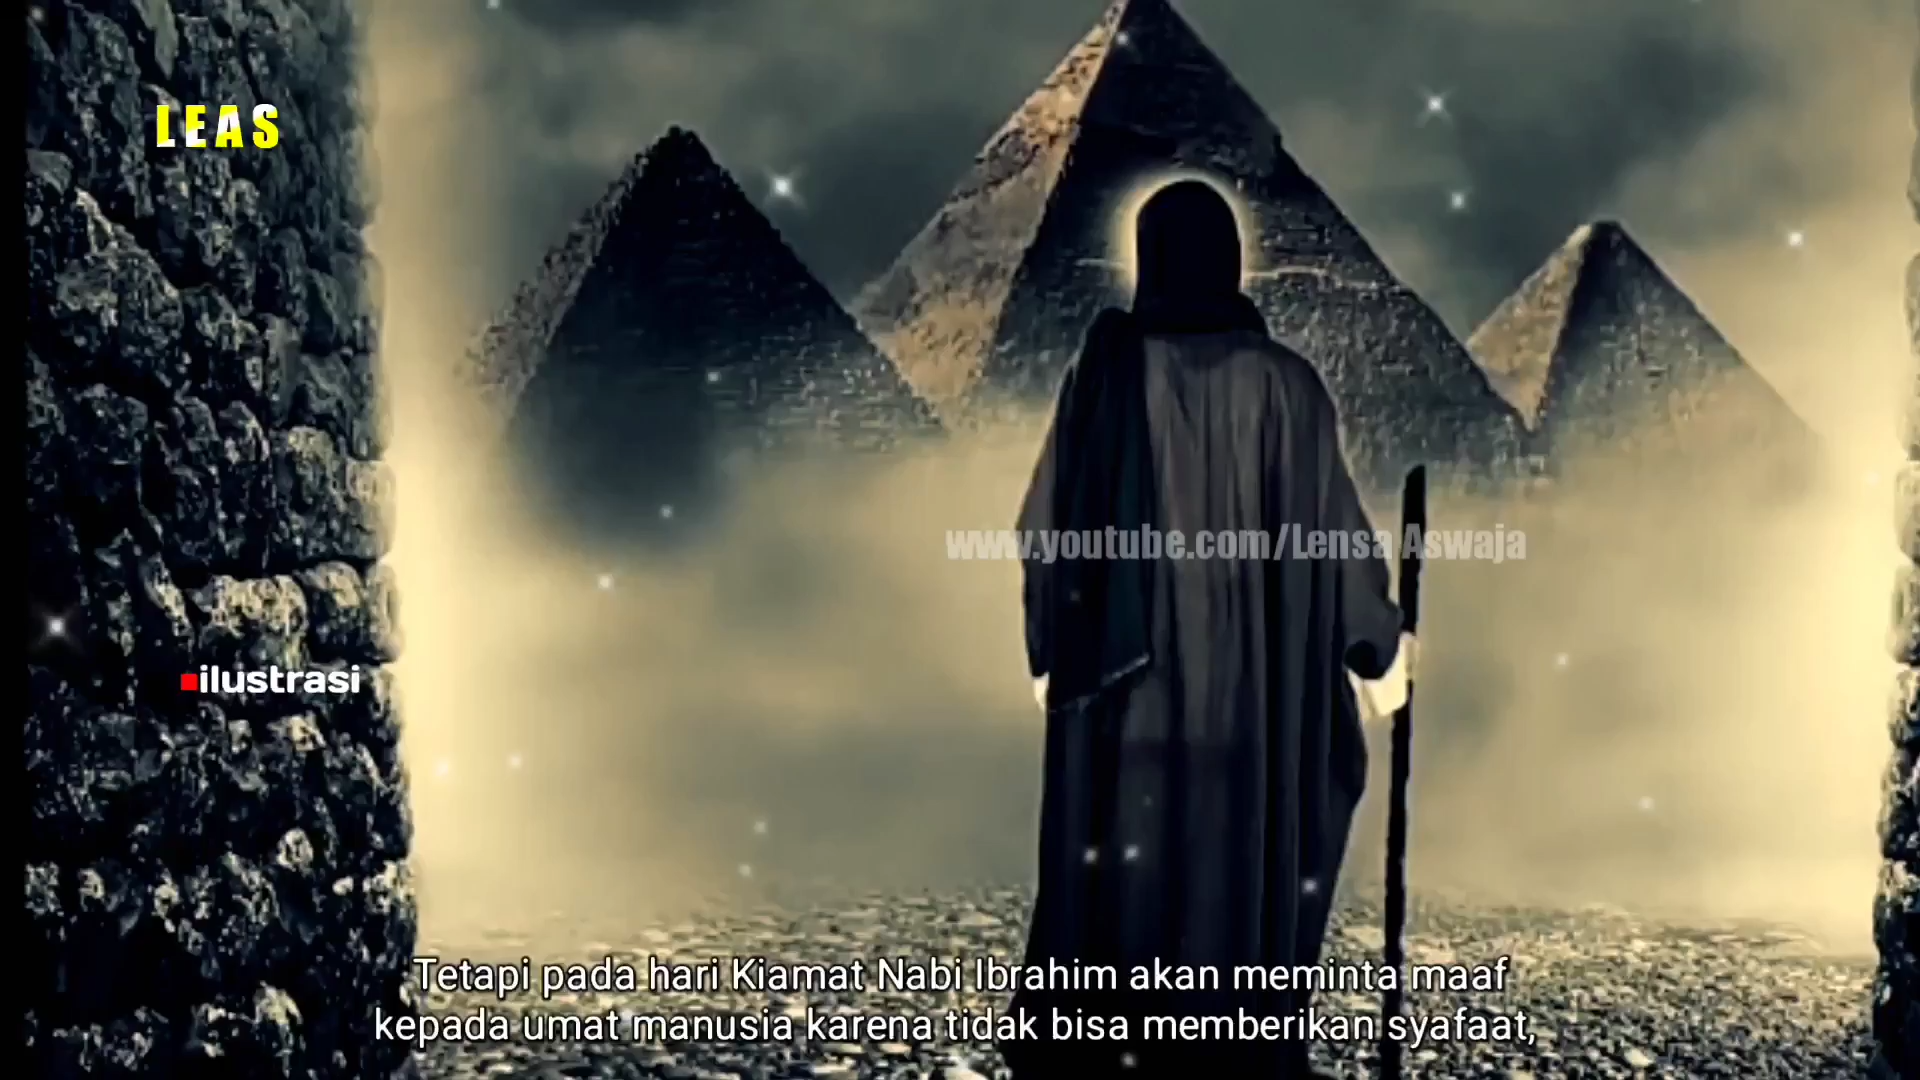 LEAS
www.youtube.com/Lensa Aswaja
ilustrasi
Tetapi pada hari Kiamat Nabi Ibrahim akan meminta maaf
kepada umat manusia karena tidak bisa memberikan syafaat,